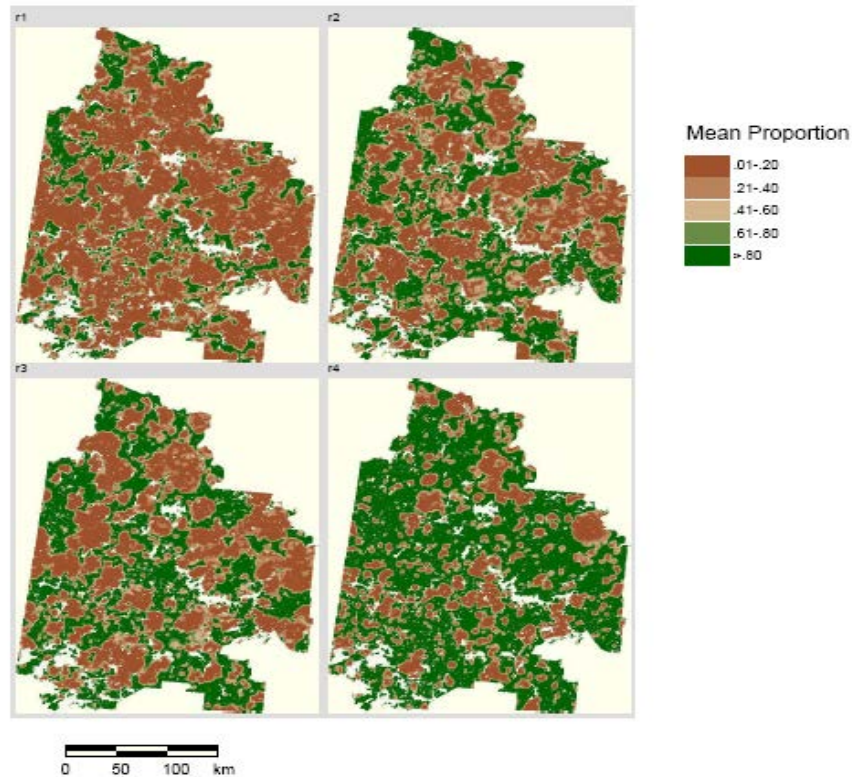 r1
r2
Mean Proportion
.01-.20
.21-.40
.41-.60
.61-.80
>.80
r3
r4
0 50 100 km